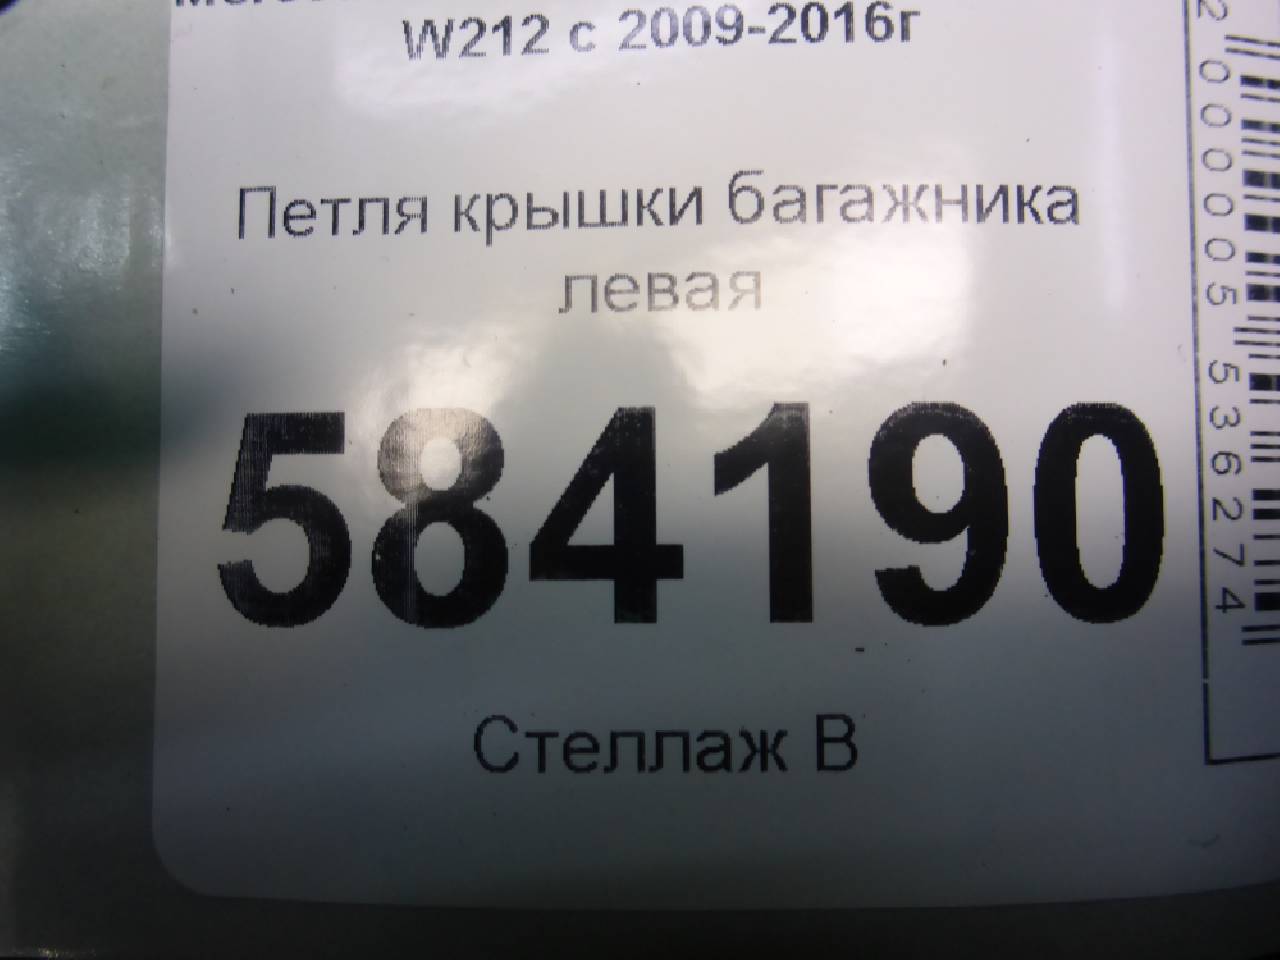 W212 с 2009-2016г
Петля крышки багажника
левая
584190
Стеллаж В
2000005536274